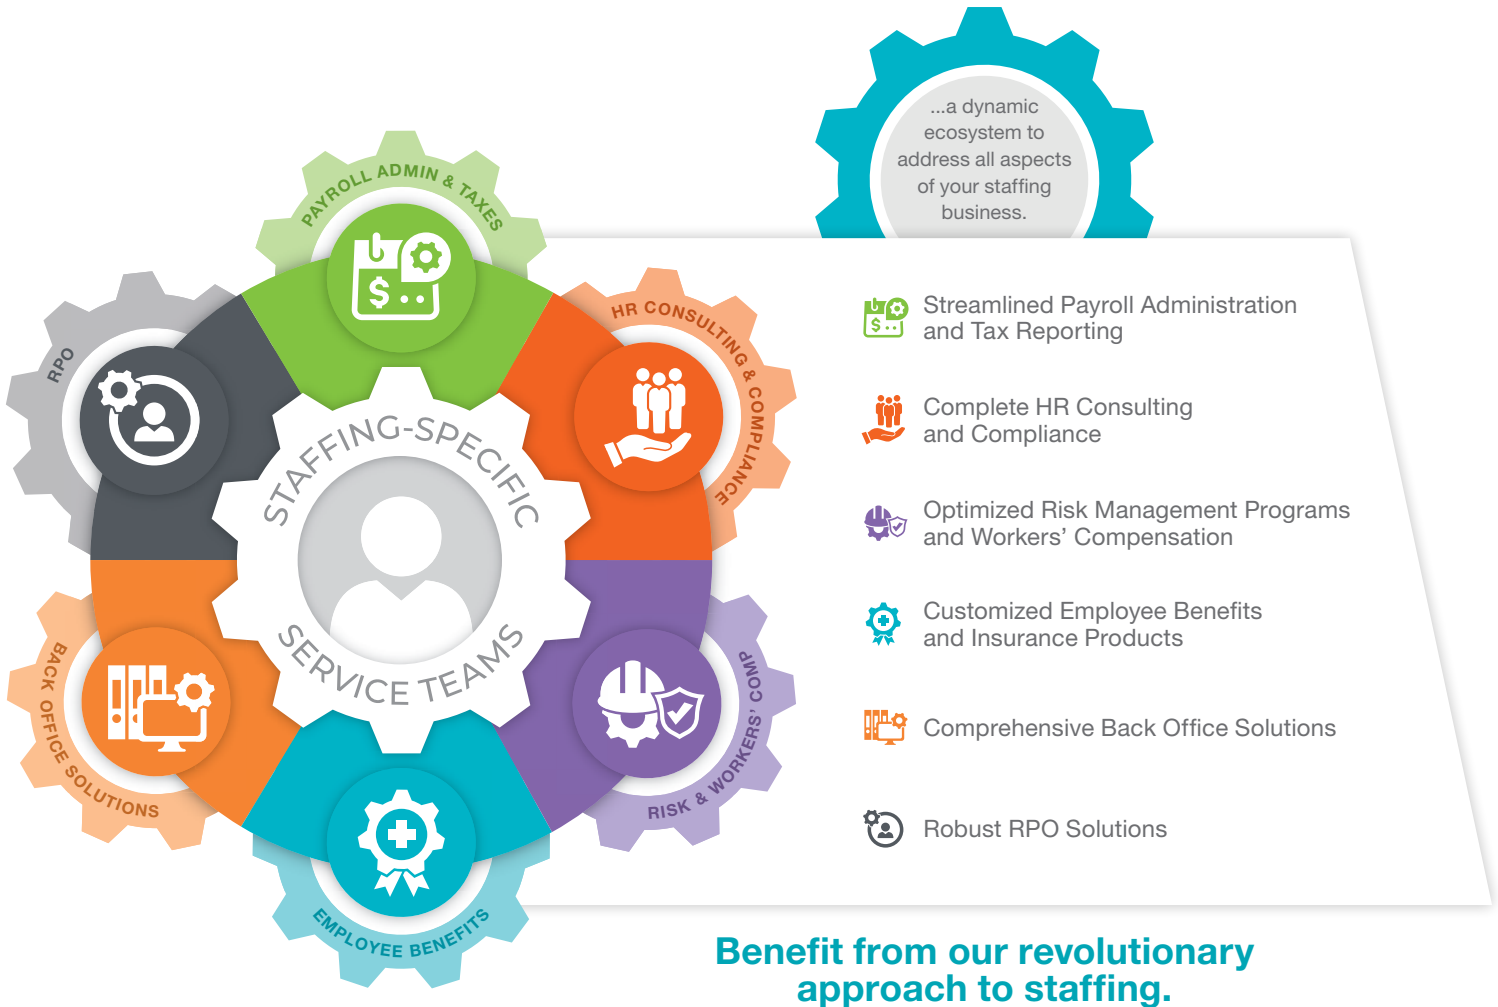 ...a dynamic
ecosystem to
address all aspects
of your staffing
business.
PAYROLL ADMIN & TAXES
HR CONSULTING & COMPLIANCE
RISK & WORKERS' COMP
EMPLOYEE BENEFITS
BACK OFFICE SOLUTIONS
RPO
STAFFING-SPECIFIC
SERVICE TEAMS
$
Streamlined Payroll Administration
and Tax Reporting
$
Complete HR Consulting
and Compliance
Optimized Risk Management Programs
and Workers’ Compensation
Customized Employee Benefits
and Insurance Products
Comprehensive Back Office Solutions
Robust RPO Solutions
Benefit from our revolutionary
approach to staffing.